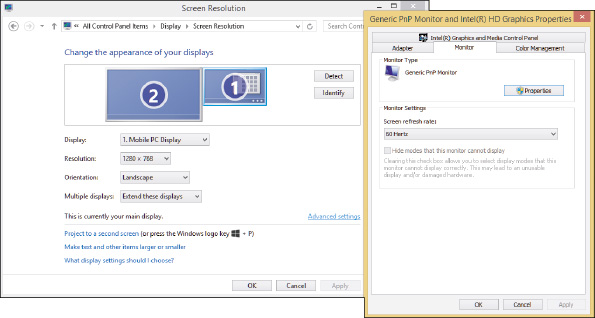 Screen Resolution
« All Control Panel Items ▸ Display ▸ Screen Resolution
Search Cont
Change the appearance of your displays
2
1
Detect
Identify
Display: 1. Mobile PC Display
Resolution: 1280 × 768
Orientation: Landscape
Multiple displays: Extend these displays
This is currently your main display.
Advanced settings
Project to a second screen (or press the Windows logo key + P)
Make text and other items larger or smaller
What display settings should I choose?
OK Cancel Apply
Generic PnP Monitor and Intel(R) HD Graphics Properties
Intel(R) Graphics and Media Control Panel
Adapter Monitor Color Management
Monitor Type
Generic PnP Monitor
Properties
Monitor Settings
Screen refresh rates
60 Hertz
Hide modes that this monitor cannot display
Clearing this check box allows you to select display modes that this
monitor cannot display correctly. This may lead to an unusable
display and/or damaged hardware.
OK Cancel Apply